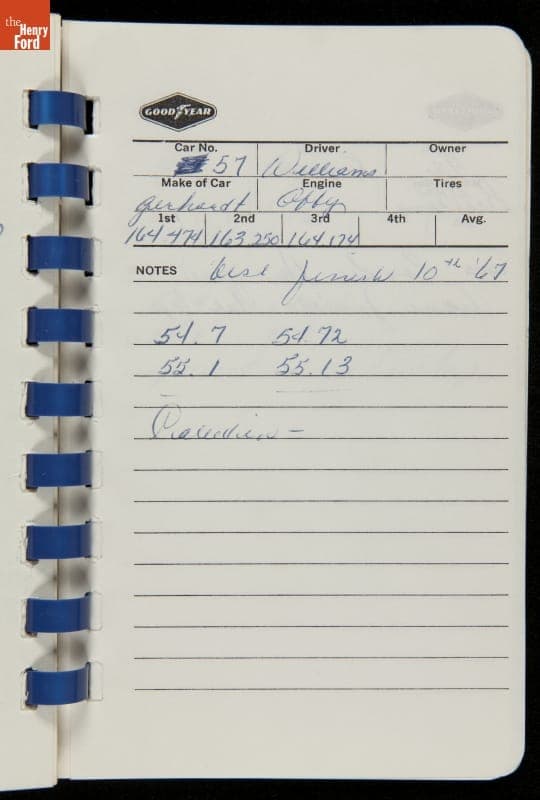 the Henry Ford
GOODYEAR
Car No. Driver Owner
57 Williams
Make of Car Engine Tires
Gerhardt Offy
1st 2nd 3rd 4th Avg.
164 474 163 250 164 174
NOTES best finish 10th '67
54.7 54.72
55.1 55.13
-